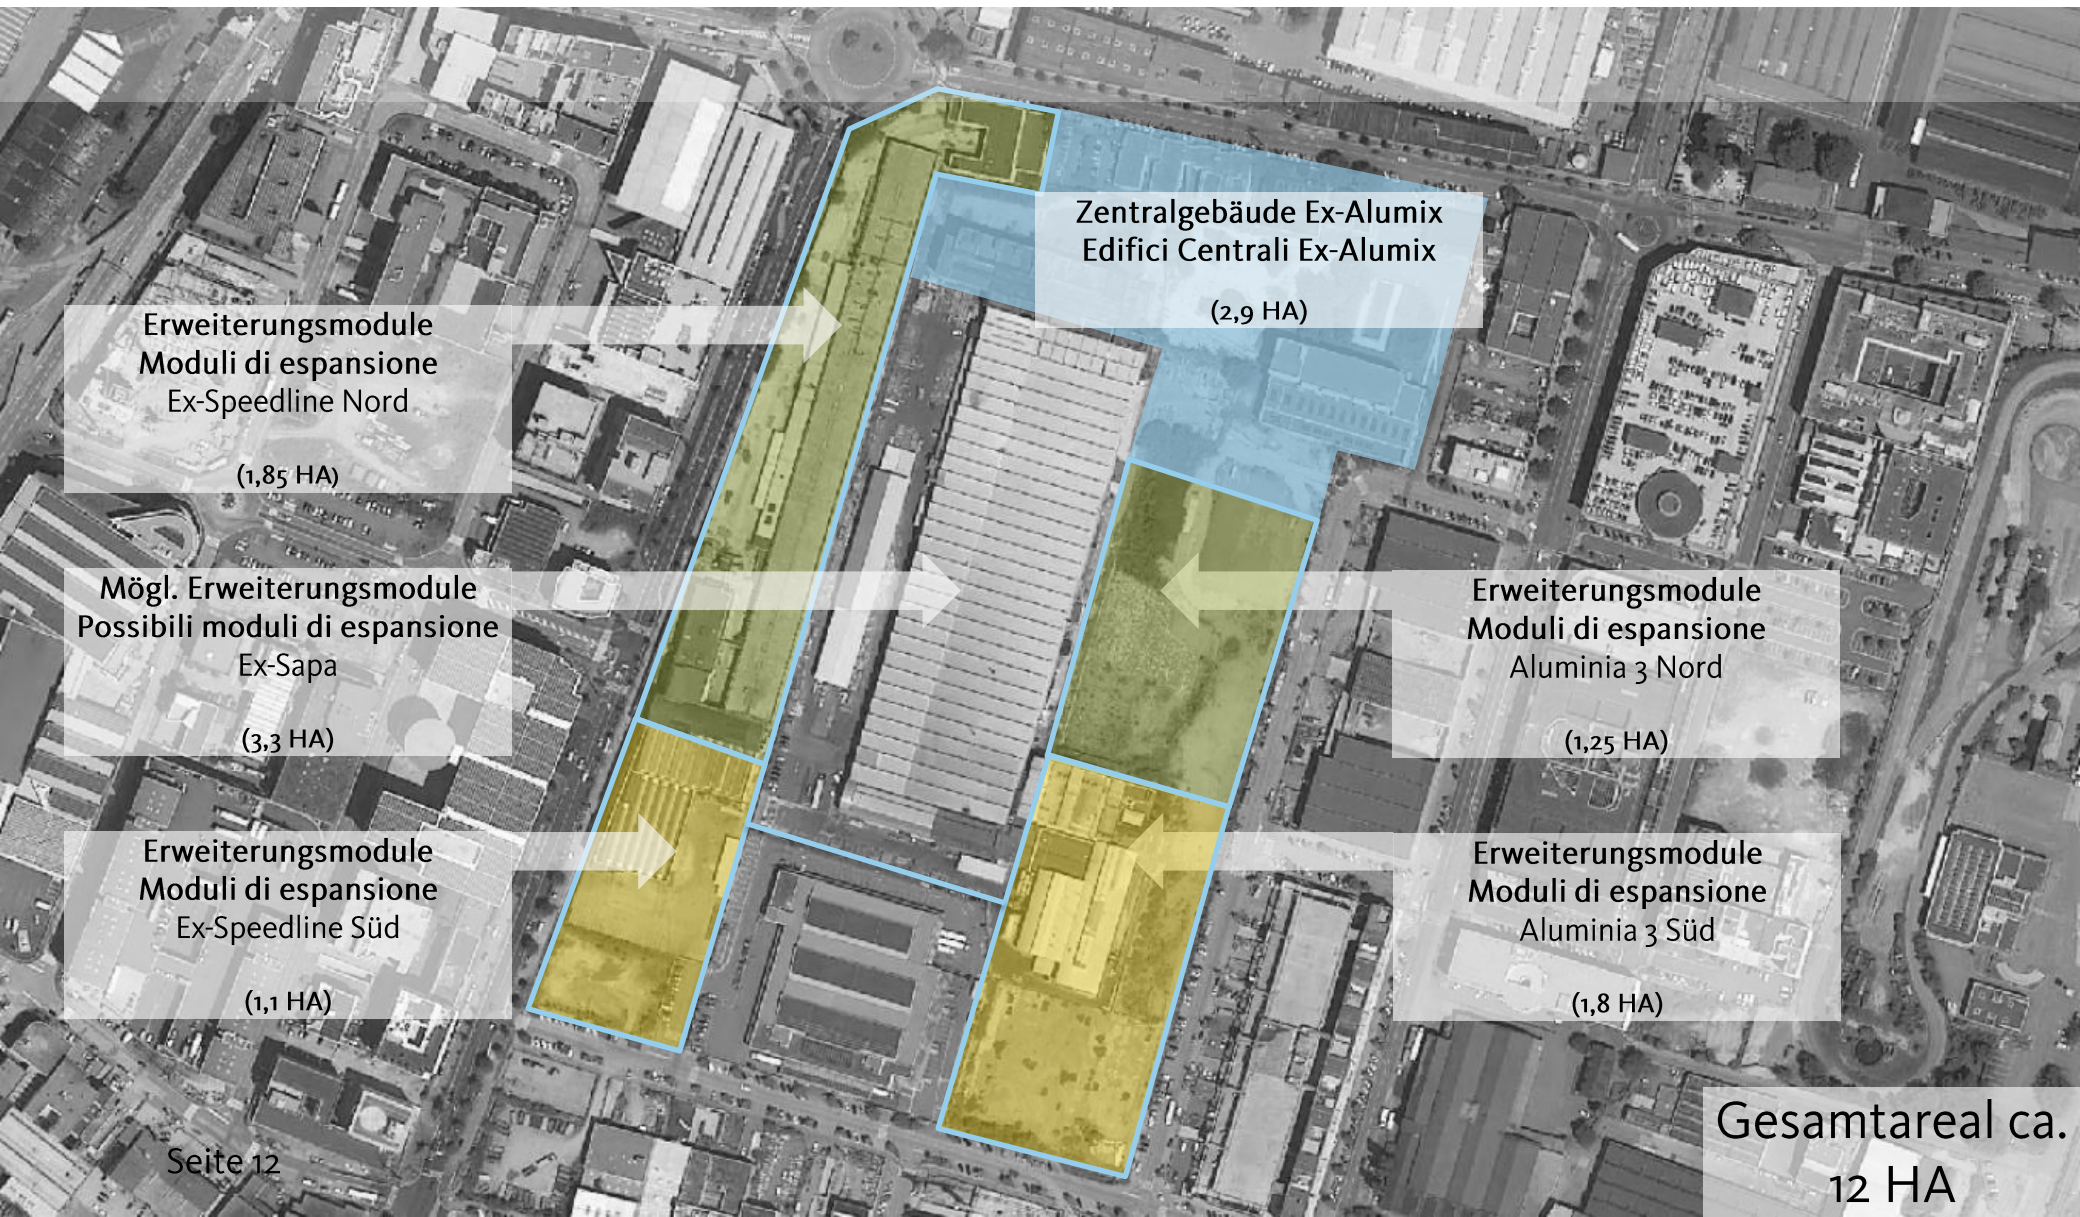 Zentralgebäude Ex-Alumix
Edifici Centrali Ex-Alumix
(2,9 HA)
Erweiterungsmodule
Moduli di espansione
Ex-Speedline Nord
(1,85 HA)
Mögl. Erweiterungsmodule
Possibili moduli di espansione
Ex-Sapa
(3,3 HA)
Erweiterungsmodule
Moduli di espansione
Aluminia 3 Nord
(1,25 HA)
Erweiterungsmodule
Moduli di espansione
Ex-Speedline Süd
(1,1 HA)
Erweiterungsmodule
Moduli di espansione
Aluminia 3 Süd
(1,8 HA)
Gesamtareal ca.
12 HA
Seite 12